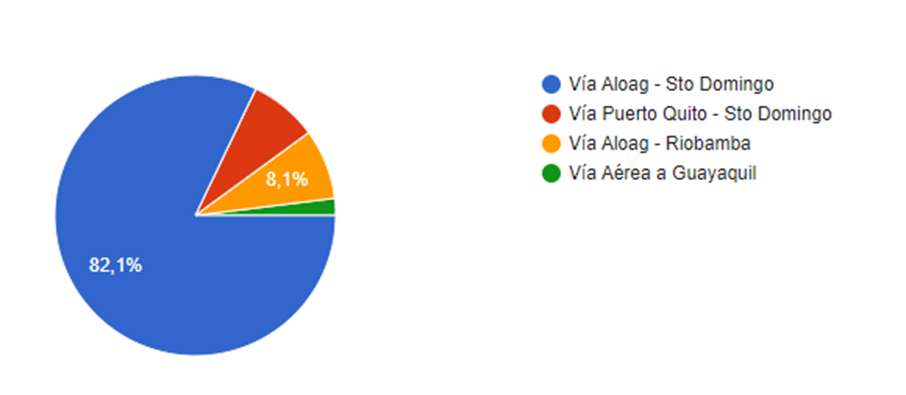 Vía Aloag - Sto Domingo
Vía Puerto Quito - Sto Domingo
Vía Aloag - Riobamba
Vía Aérea a Guayaquil
8,1%
82,1%